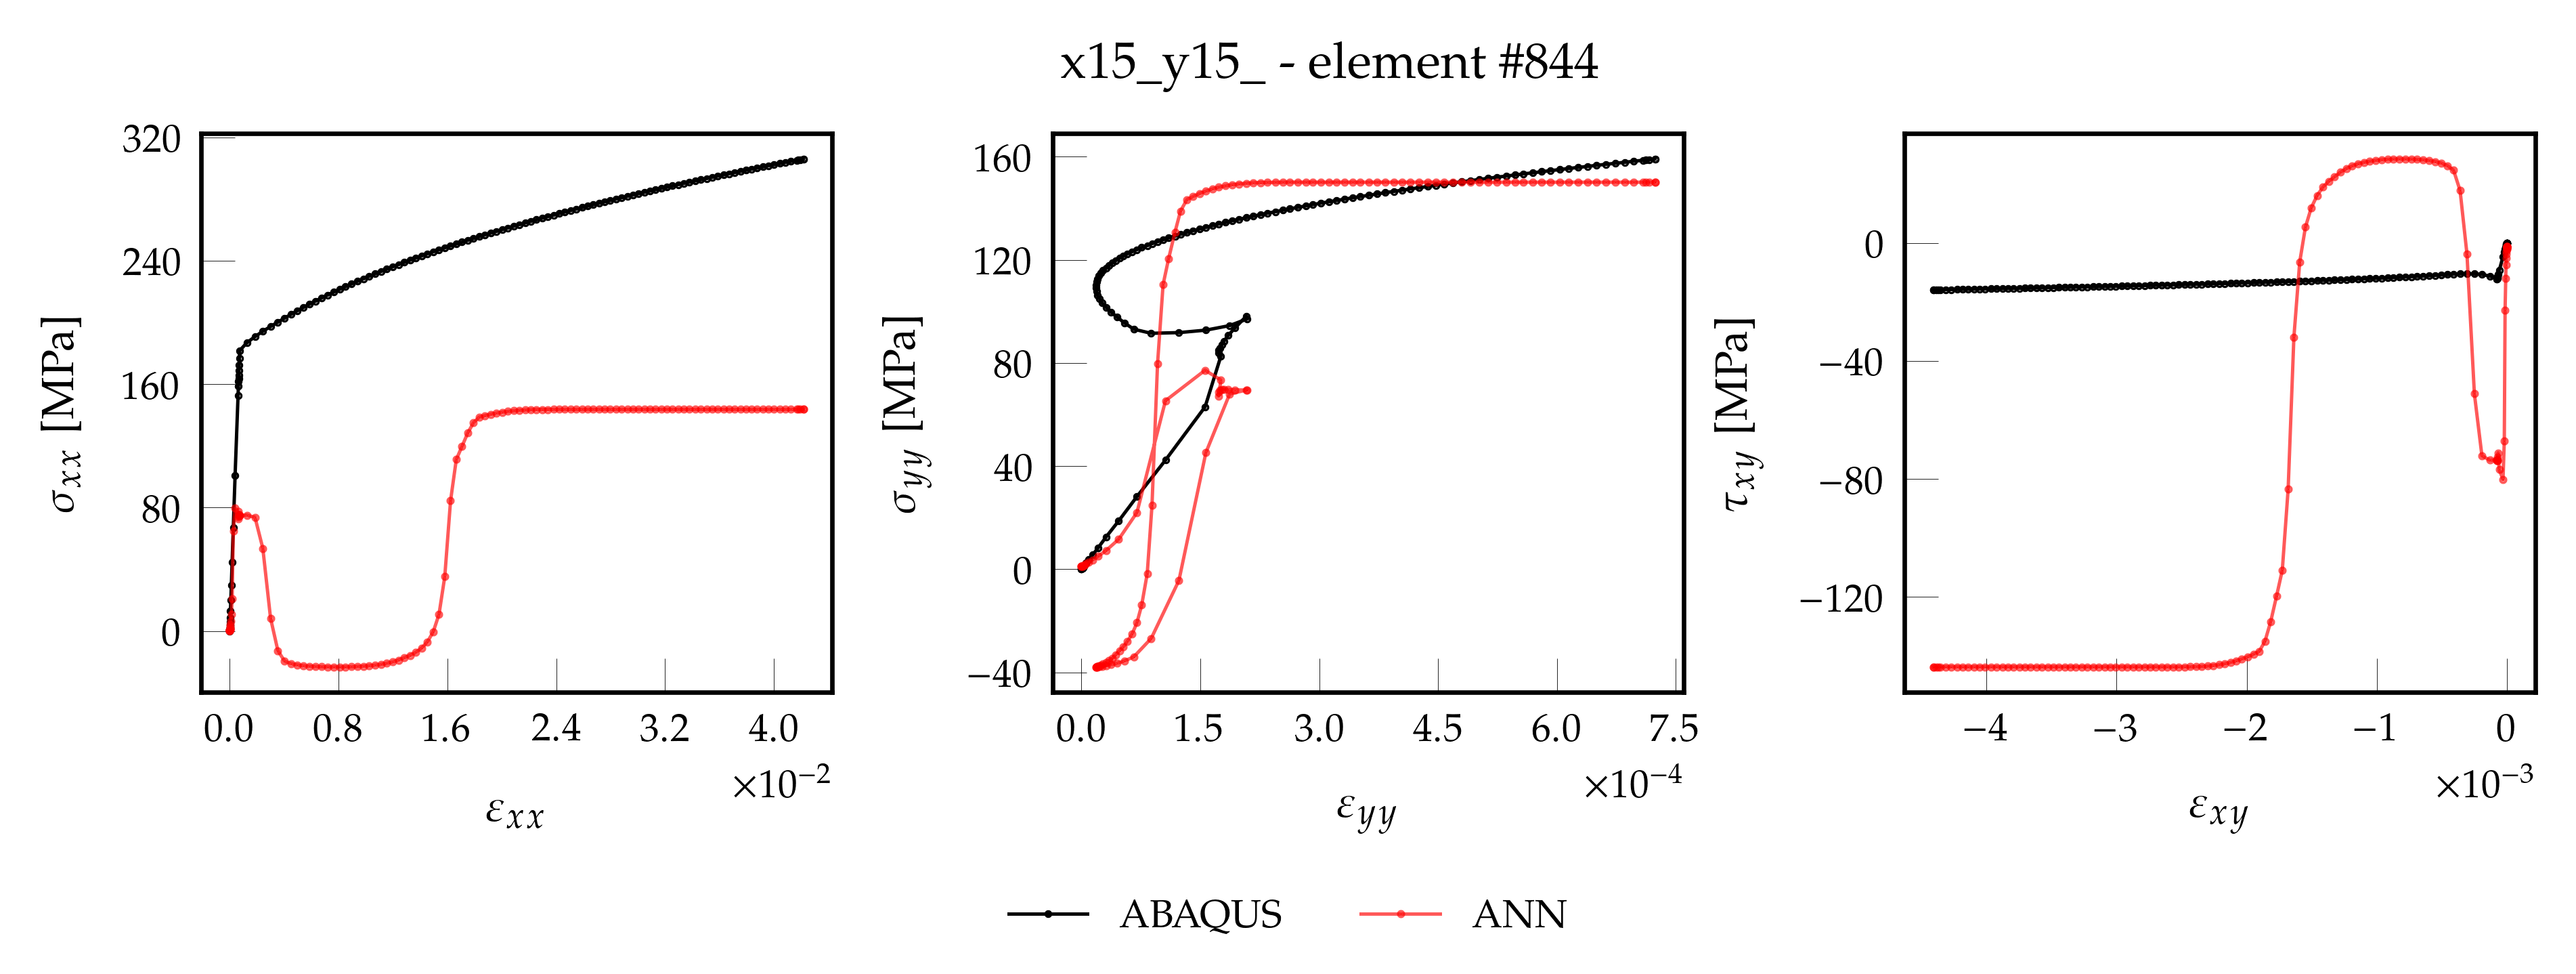 x15_y15_ - element #844
320
240
160
80
0
σxx [MPa]
0.0 0.8 1.6 2.4 3.2 4.0
×10−2
εxx
160
120
80
40
0
−40
σyy [MPa]
0.0 1.5 3.0 4.5 6.0 7.5
×10−4
εyy
0
−40
−80
−120
τxy [MPa]
−4 −3 −2 −1 0
×10−3
εxy
ABAQUS ANN